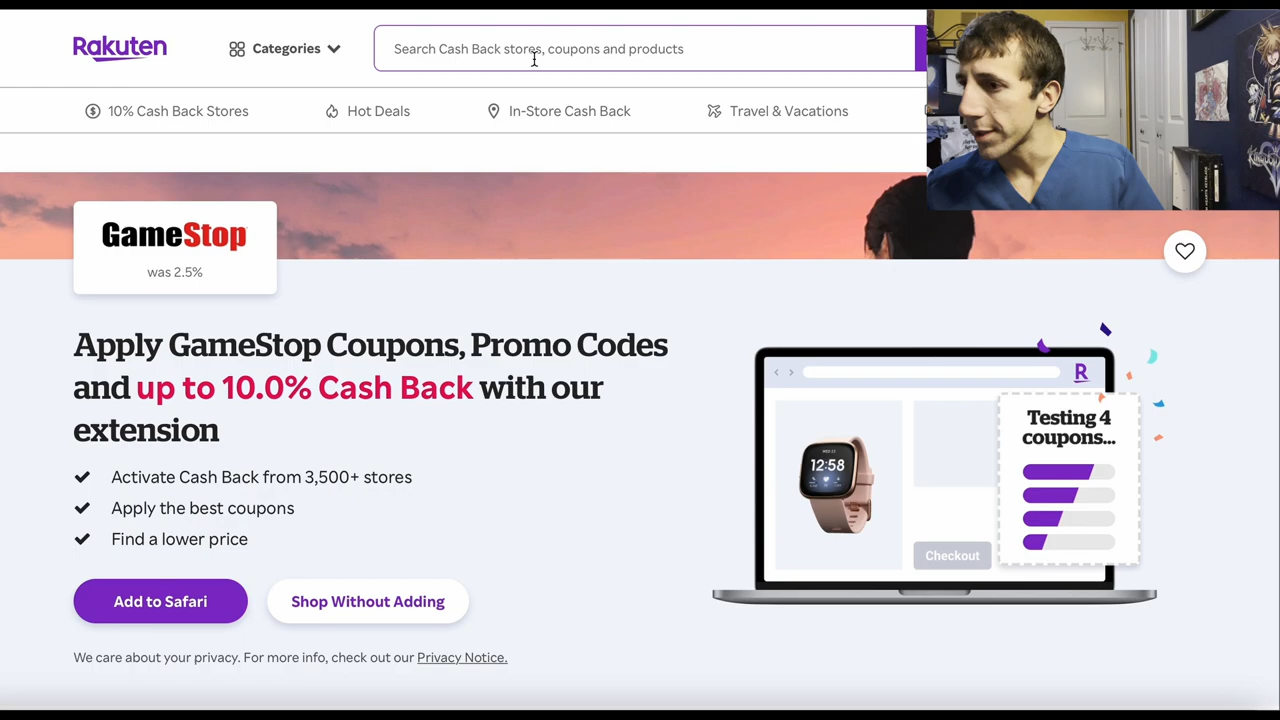 Rakuten
Categories
Search Cash Back stores, coupons and products
10% Cash Back Stores
Hot Deals
In-Store Cash Back
Travel & Vacations
GameStop
was 2.5%
Apply GameStop Coupons, Promo Codes
and up to 10.0% Cash Back with our
extension
Activate Cash Back from 3,500+ stores
Apply the best coupons
Find a lower price
Add to Safari
Shop Without Adding
We care about your privacy. For more info, check out our Privacy Notice.
R
Testing 4
coupons...
12:58
Checkout